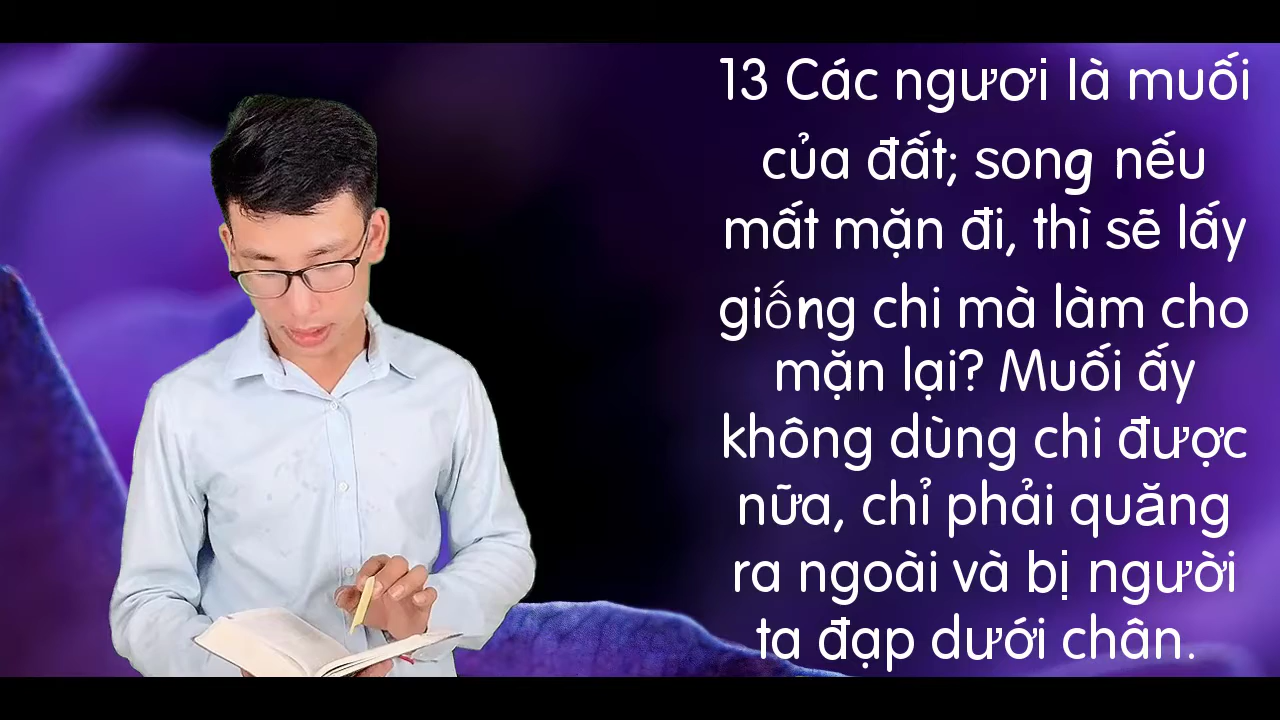 13 Các ngươi là muối
của đất; song nếu
mất mặn đi, thì sẽ lấy
giống chi mà làm cho
mặn lại? Muối ấy
không dùng chi được
nữa, chỉ phải quăng
ra ngoài và bị người
ta đạp dưới chân.